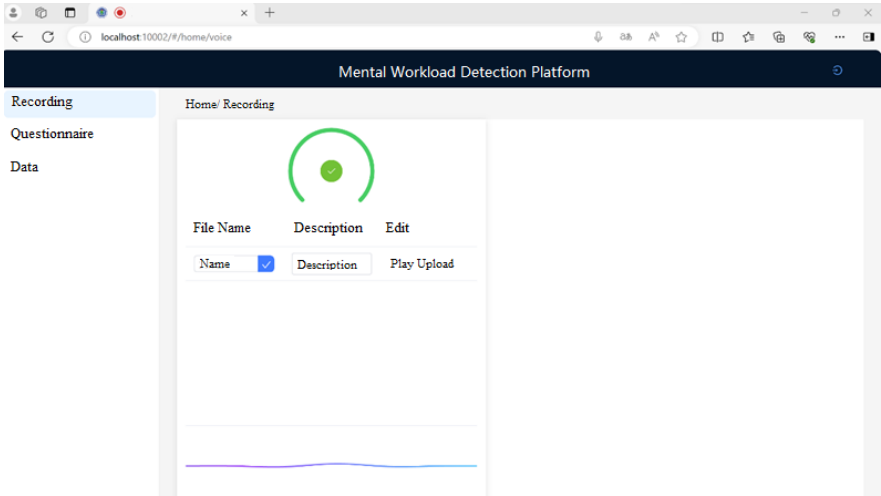 localhost:10002/#/home/voice
Mental Workload Detection Platform
Recording
Questionnaire
Data
Home/ Recording
File Name Description Edit
Name Description Play Upload